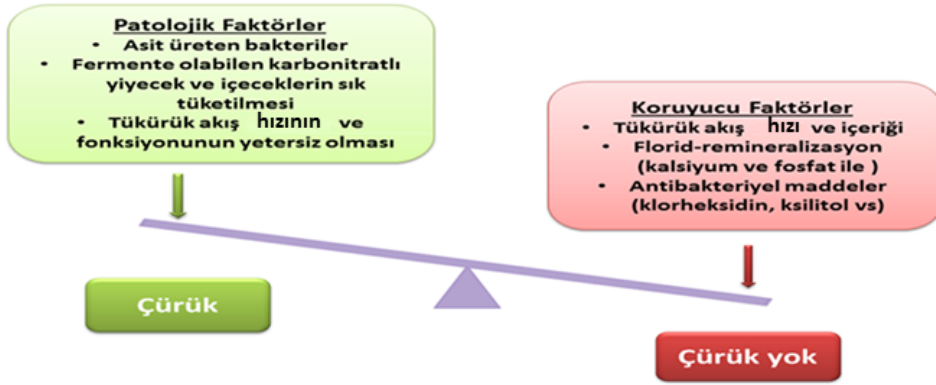 Patolojik Faktörler
• Asit üreten bakteriler
• Fermente olabilen karbonitratlı
yiyecek ve içeceklerin sık
tüketilmesi
• Tükürük akış hızının ve
fonksiyonunun yetersiz olması
Koruyucu Faktörler
• Tükürük akış hızı ve içeriği
• Florid-remineralizasyon
(kalsiyum ve fosfat ile )
• Antibakteriyel maddeler
(klorheksidin, ksilitol vs)
Çürük
Çürük yok